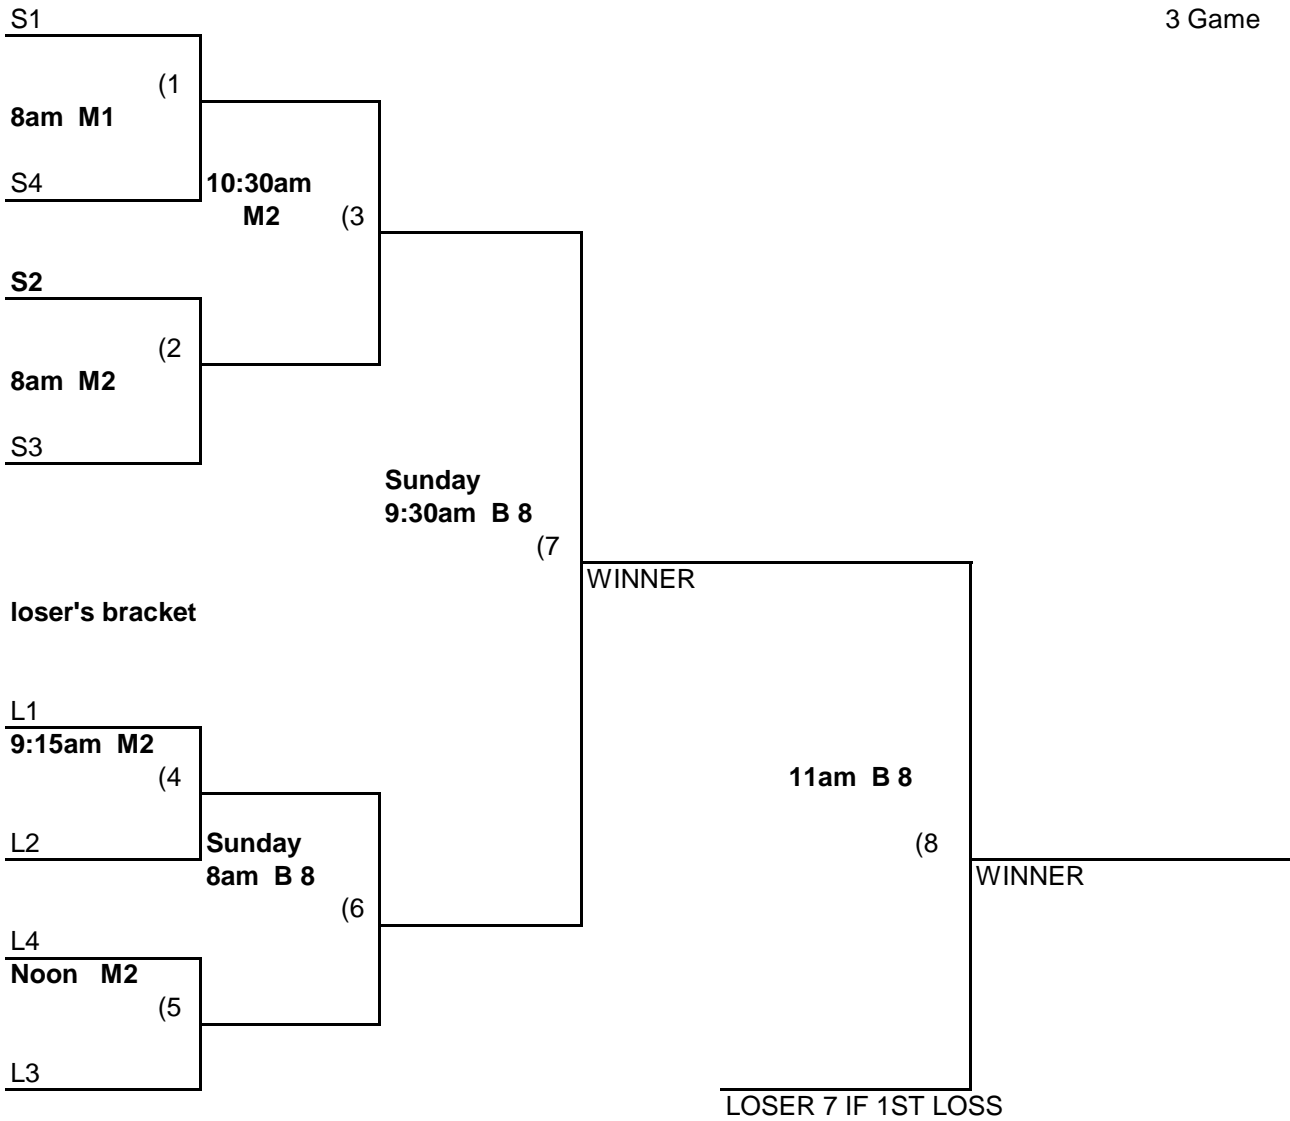 S1
3 Game
(1
8am M1
S4
10:30am
M2 (3
S2
(2
8am M2
S3
Sunday
9:30am B 8
(7
WINNER
loser's bracket
L1
9:15am M2
(4
11am B 8
L2
Sunday
(8
8am B 8
WINNER
(6
L4
Noon M2
(5
L3
LOSER 7 IF 1ST LOSS